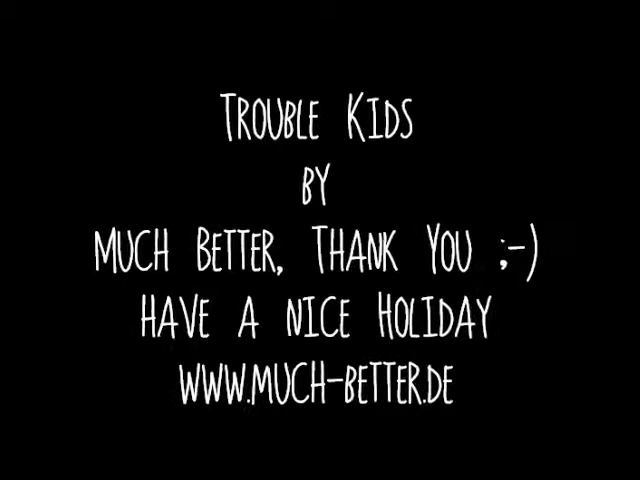 TROUBLE KIDS
BY
MUCH BETTER, THANK YOU ;-)
HAVE A NICE HOLIDAY
WWW.MUCH-BETTER.DE